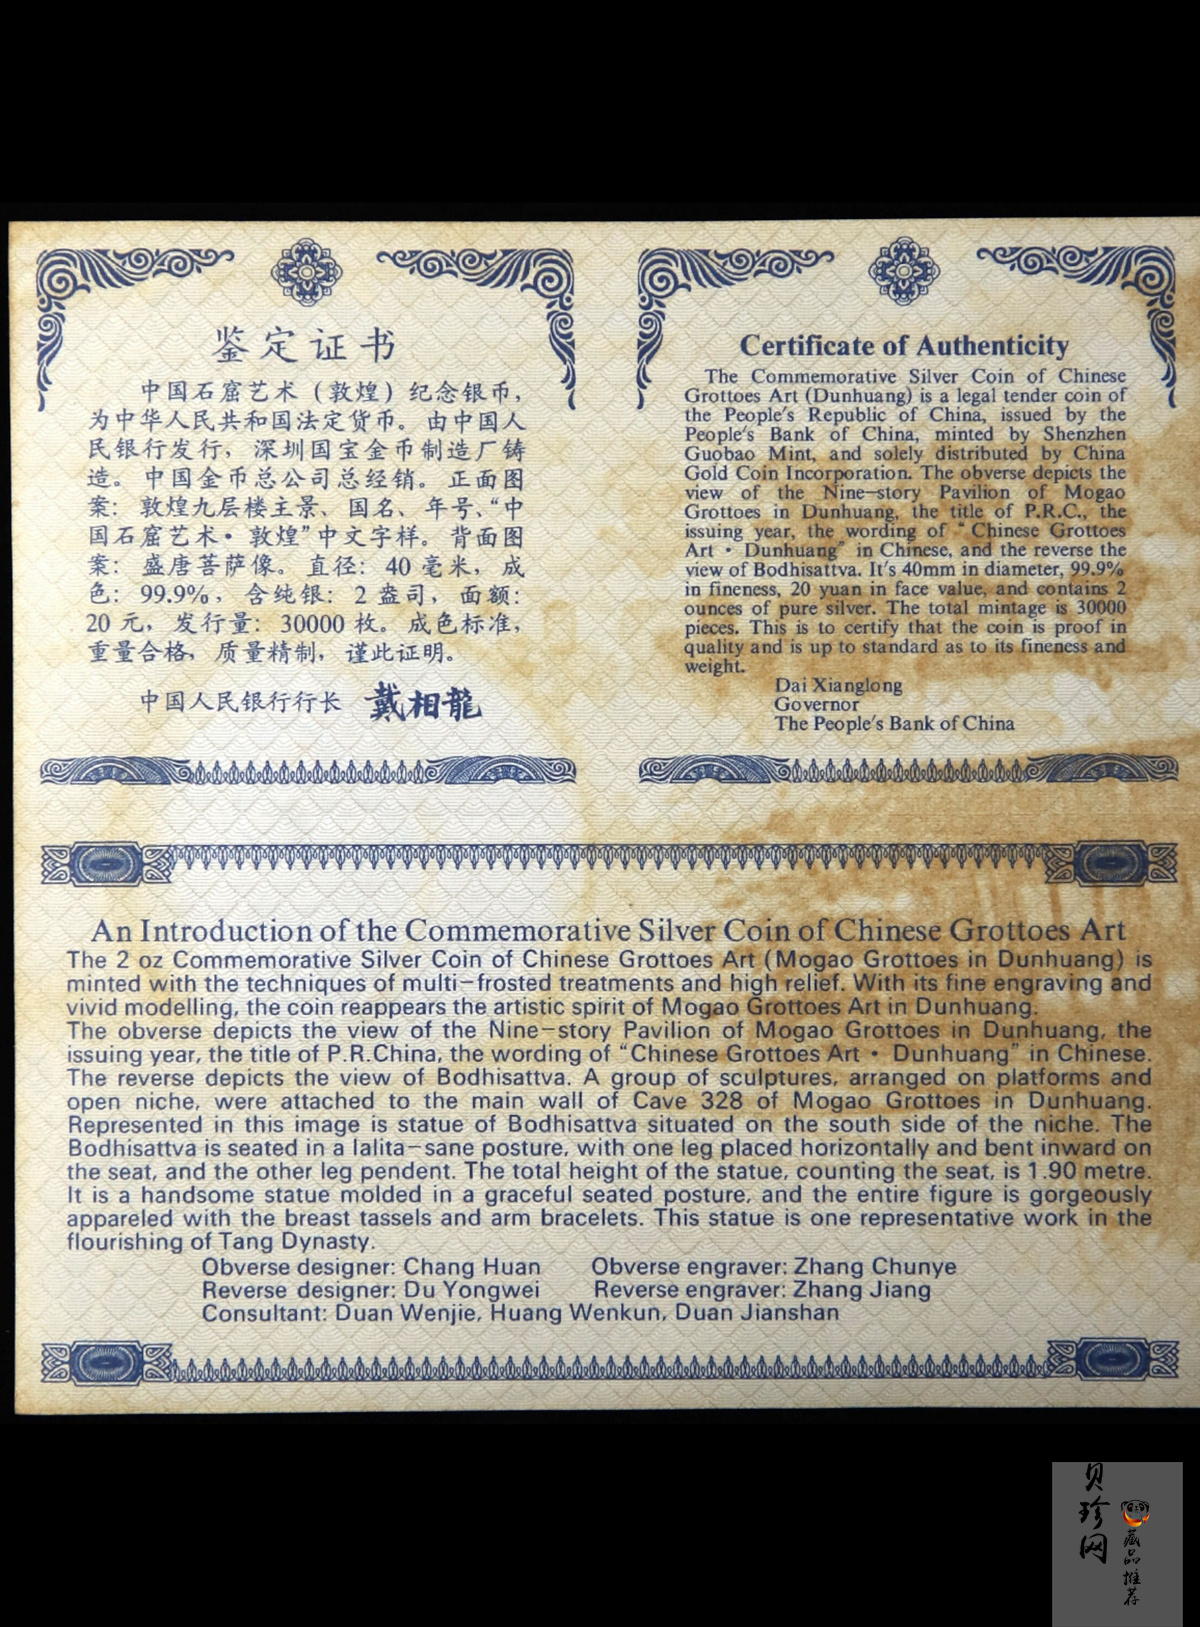 鉴定证书
中国石窟艺术（敦煌）纪念银币，
为中华人民共和国法定货币。由中国人
民银行发行，深圳国宝金币制造厂铸
造。中国金币总公司总经销。正面图
案：敦煌九层楼主景、国名、年号、“中
国石窟艺术·敦煌”中文字样。背面图
案：盛唐菩萨像。直径：40 毫米，成
色：99.9%，含纯银：2 盎司，面额：
20 元，发行量：30000 枚。成色标准，
重量合格，质量精制，谨此证明。
中国人民银行行长 戴相龍
Certificate of Authenticity
The Commemorative Silver Coin of Chinese
Grottoes Art (Dunhuang) is a legal tender coin of
the People's Republic of China, issued by the
People's Bank of China, minted by Shenzhen
Guobao Mint, and solely distributed by China
Gold Coin Incorporation. The obverse depicts the
view of the Nine-story Pavilion of Mogao
Grottoes in Dunhuang, the title of P.R.C., the
issuing year, the wording of “Chinese Grottoes
Art · Dunhuang” in Chinese, and the reverse the
view of Bodhisattva. It's 40mm in diameter, 99.9%
in fineness, 20 yuan in face value, and contains 2
ounces of pure silver. The total mintage is 30000
pieces. This is to certify that the coin is proof in
quality and is up to standard as to its fineness and
weight.
Dai Xianglong
Governor
The People's Bank of China
An Introduction of the Commemorative Silver Coin of Chinese Grottoes Art
The 2 oz Commemorative Silver Coin of Chinese Grottoes Art (Mogao Grottoes in Dunhuang) is
minted with the techniques of multi-frosted treatments and high relief. With its fine engraving and
vivid modelling, the coin reappears the artistic spirit of Mogao Grottoes Art in Dunhuang.
The obverse depicts the view of the Nine-story Pavilion of Mogao Grottoes in Dunhuang, the
issuing year, the title of P.R.China, the wording of “Chinese Grottoes Art · Dunhuang” in Chinese.
The reverse depicts the view of Bodhisattva. A group of sculptures, arranged on platforms and
open niche, were attached to the main wall of Cave 328 of Mogao Grottoes in Dunhuang.
Represented in this image is statue of Bodhisattva situated on the south side of the niche. The
Bodhisattva is seated in a lalita-sane posture, with one leg placed horizontally and bent inward on
the seat, and the other leg pendent. The total height of the statue, counting the seat, is 1.90 metre.
It is a handsome statue molded in a graceful seated posture, and the entire figure is gorgeously
appareled with the breast tassels and arm bracelets. This statue is one representative work in the
flourishing of Tang Dynasty.
Obverse designer: Chang Huan Obverse engraver: Zhang Chunye
Reverse designer: Du Yongwei Reverse engraver: Zhang Jiang
Consultant: Duan Wenjie, Huang Wenkun, Duan Jianshan
贝珍网
藏品推荐